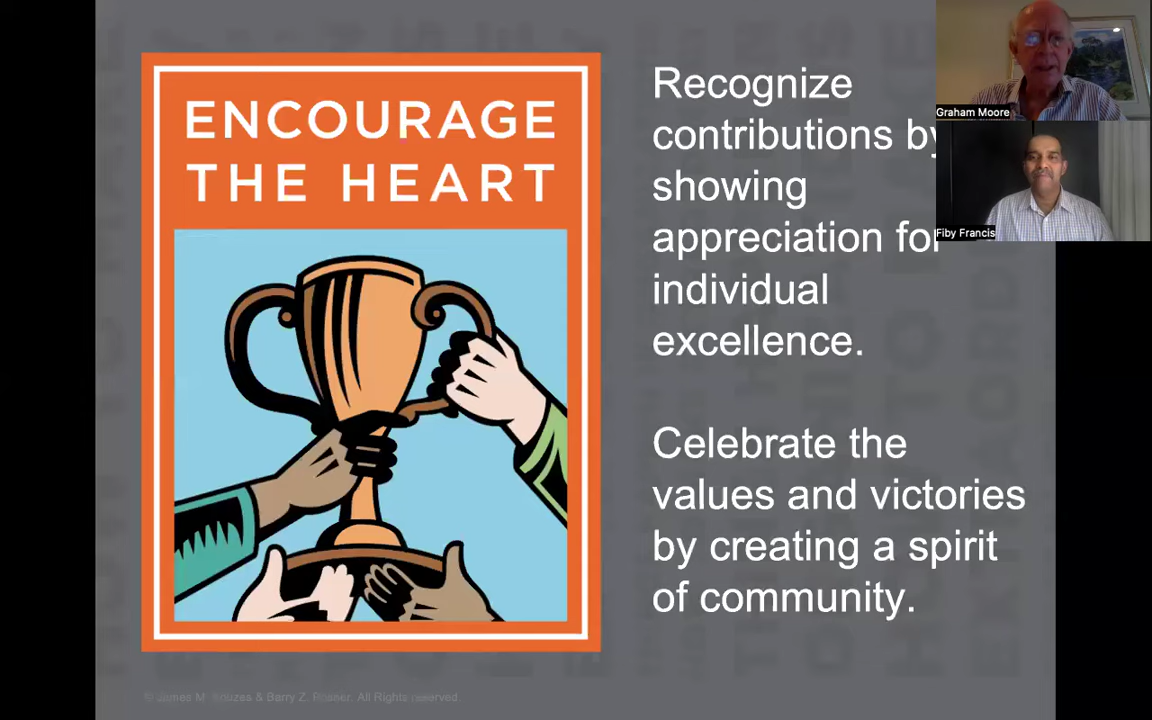 ENCOURAGE
THE HEART
Recognize
contributions by
showing
appreciation for
individual
excellence.
Celebrate the
values and victories
by creating a spirit
of community.
Graham Moore
Fiby Francis
© James M. Kouzes & Barry Z. Posner. All Rights reserved.